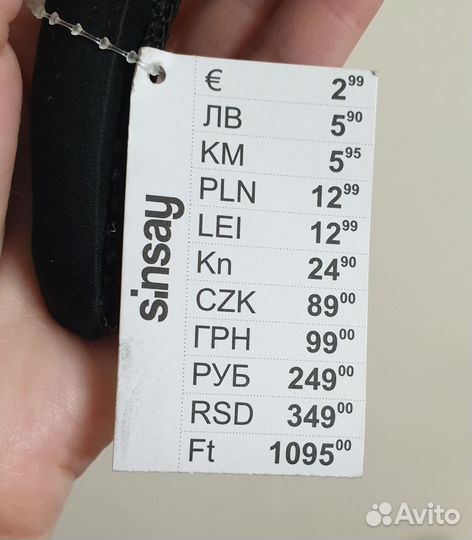 sinsay
€ 2⁹⁹
ЛВ 5⁹⁰
KM 5⁹⁵
PLN 12⁹⁹
LEI 12⁹⁹
Kn 24⁹⁰
CZK 89⁰⁰
ГРН 99⁰⁰
РУБ 249⁰⁰
RSD 349⁰⁰
Ft 1095⁰⁰
Avito